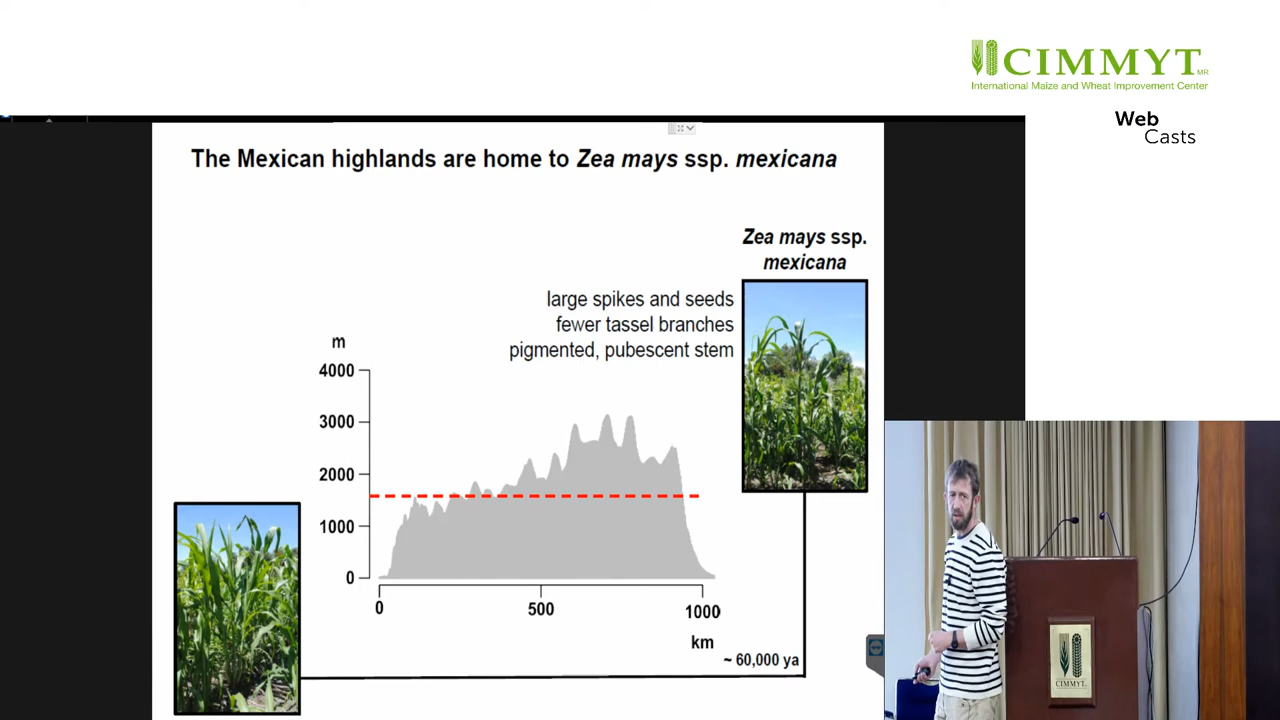 CIMMYT MR
International Maize and Wheat Improvement Center
Web
Casts
The Mexican highlands are home to Zea mays ssp. mexicana
Zea mays ssp.
mexicana
large spikes and seeds
fewer tassel branches
pigmented, pubescent stem
m
4000
3000
2000
1000
0
0
500
1000
km
~ 60,000 ya
CIMMYT